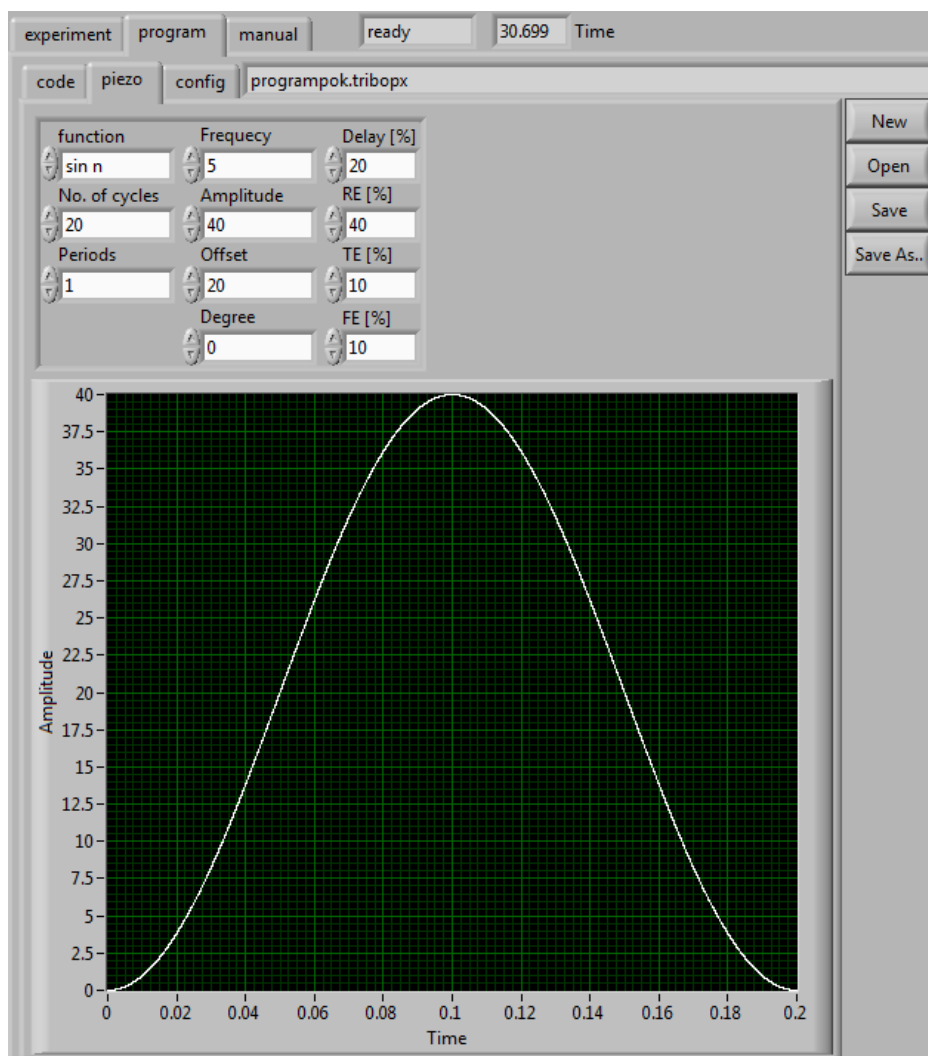 experiment program manual ready 30.699 Time
code piezo config programpok.tribopx
New
Open
Save
Save As..
function Frequecy Delay [%]
sin n 5 20
No. of cycles Amplitude RE [%]
20 40 40
Periods Offset TE [%]
1 20 10
Degree FE [%]
0 10
40
37.5
35
32.5
30
27.5
25
22.5
20
17.5
15
12.5
10
7.5
5
2.5
0
Amplitude
0 0.02 0.04 0.06 0.08 0.1 0.12 0.14 0.16 0.18 0.2
Time